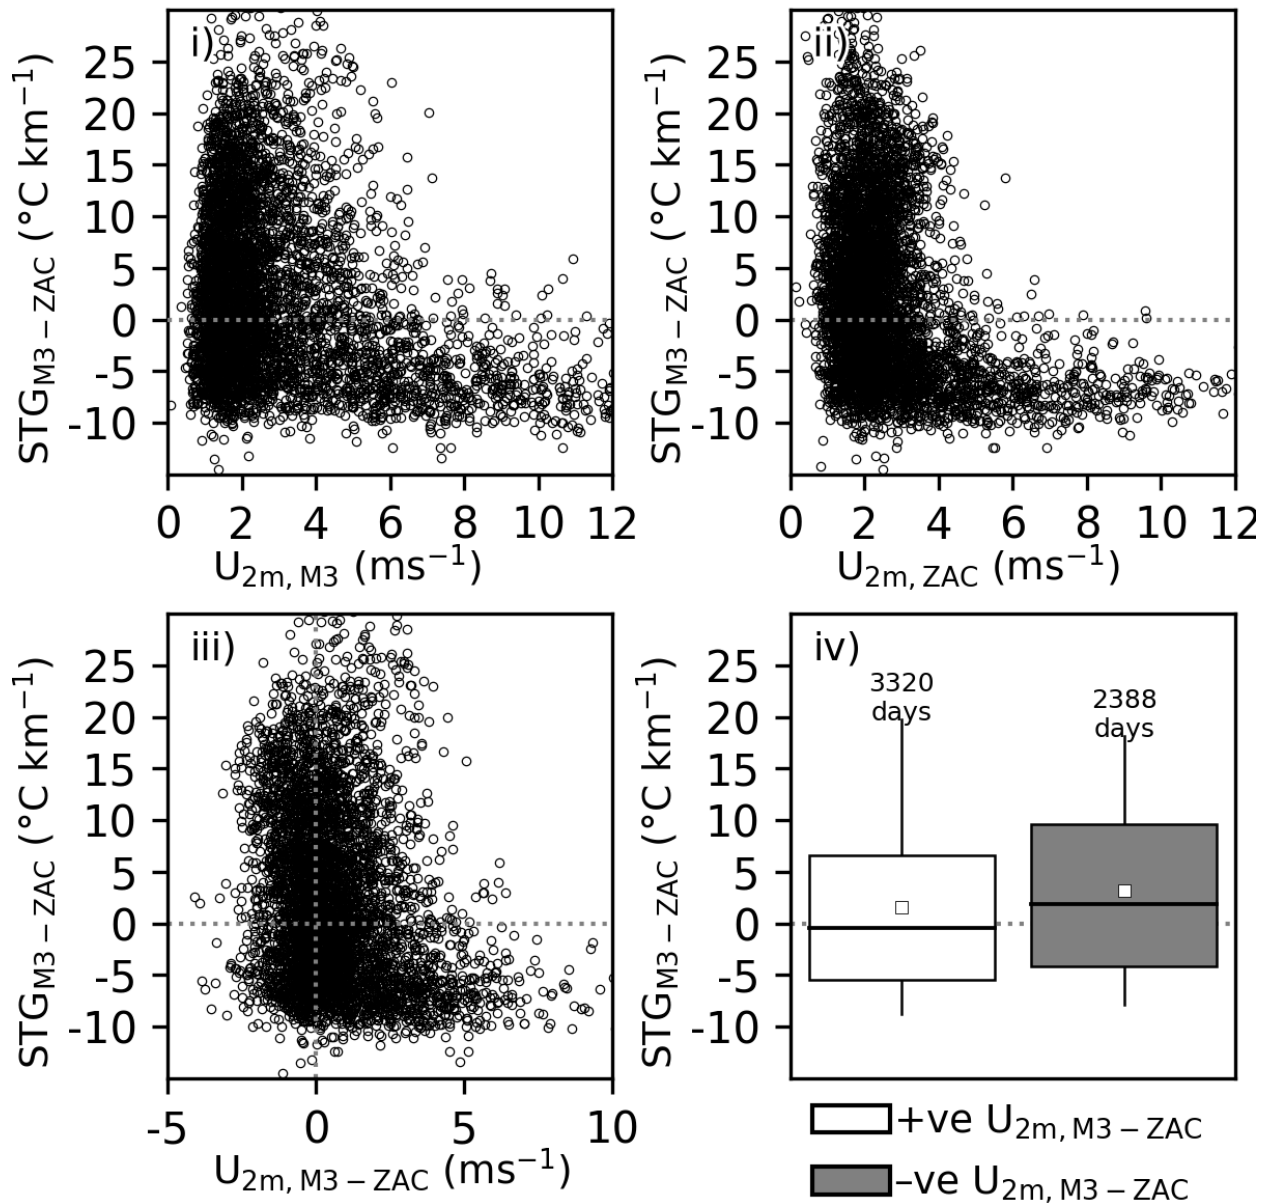 i)
STG_M3−ZAC (°C km⁻¹)
25
20
15
10
5
0
-5
-10
0 2 4 6 8 10 12
U_2m, M3 (ms⁻¹)
ii)
STG_M3−ZAC (°C km⁻¹)
25
20
15
10
5
0
-5
-10
0 2 4 6 8 10 12
U_2m, ZAC (ms⁻¹)
iii)
STG_M3−ZAC (°C km⁻¹)
25
20
15
10
5
0
-5
-10
-5 0 5 10
U_2m, M3−ZAC (ms⁻¹)
iv)
STG_M3−ZAC (°C km⁻¹)
25
20
15
10
5
0
-5
-10
3320
days
2388
days
+ve U_2m, M3−ZAC
–ve U_2m, M3−ZAC